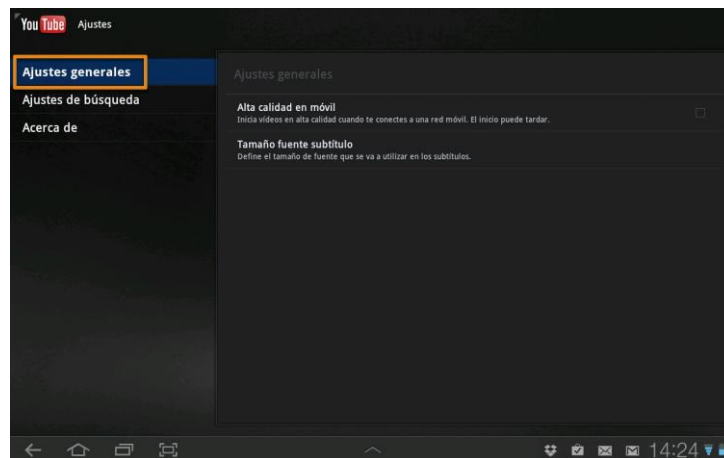 YouTube Ajustes
Ajustes generales
Ajustes de búsqueda
Acerca de
Ajustes generales
Alta calidad en móvil
Inicia vídeos en alta calidad cuando te conectes a una red móvil. El inicio puede tardar.
Tamaño fuente subtítulo
Define el tamaño de fuente que se va a utilizar en los subtítulos.
14:24